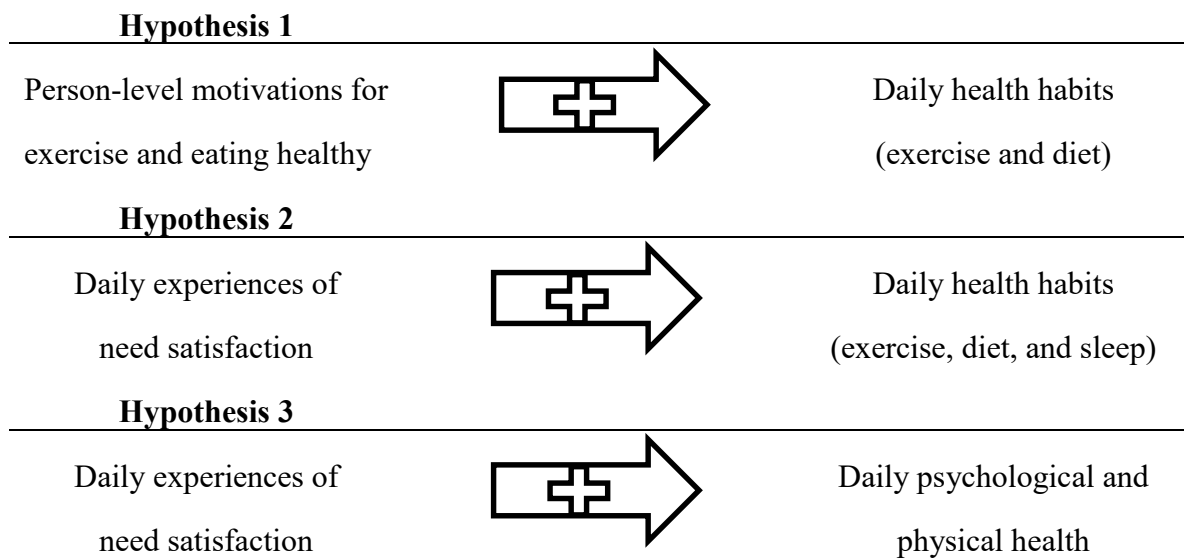 Hypothesis 1
Person-level motivations for
exercise and eating healthy
Daily health habits
(exercise and diet)
Hypothesis 2
Daily experiences of
need satisfaction
Daily health habits
(exercise, diet, and sleep)
Hypothesis 3
Daily experiences of
need satisfaction
Daily psychological and
physical health